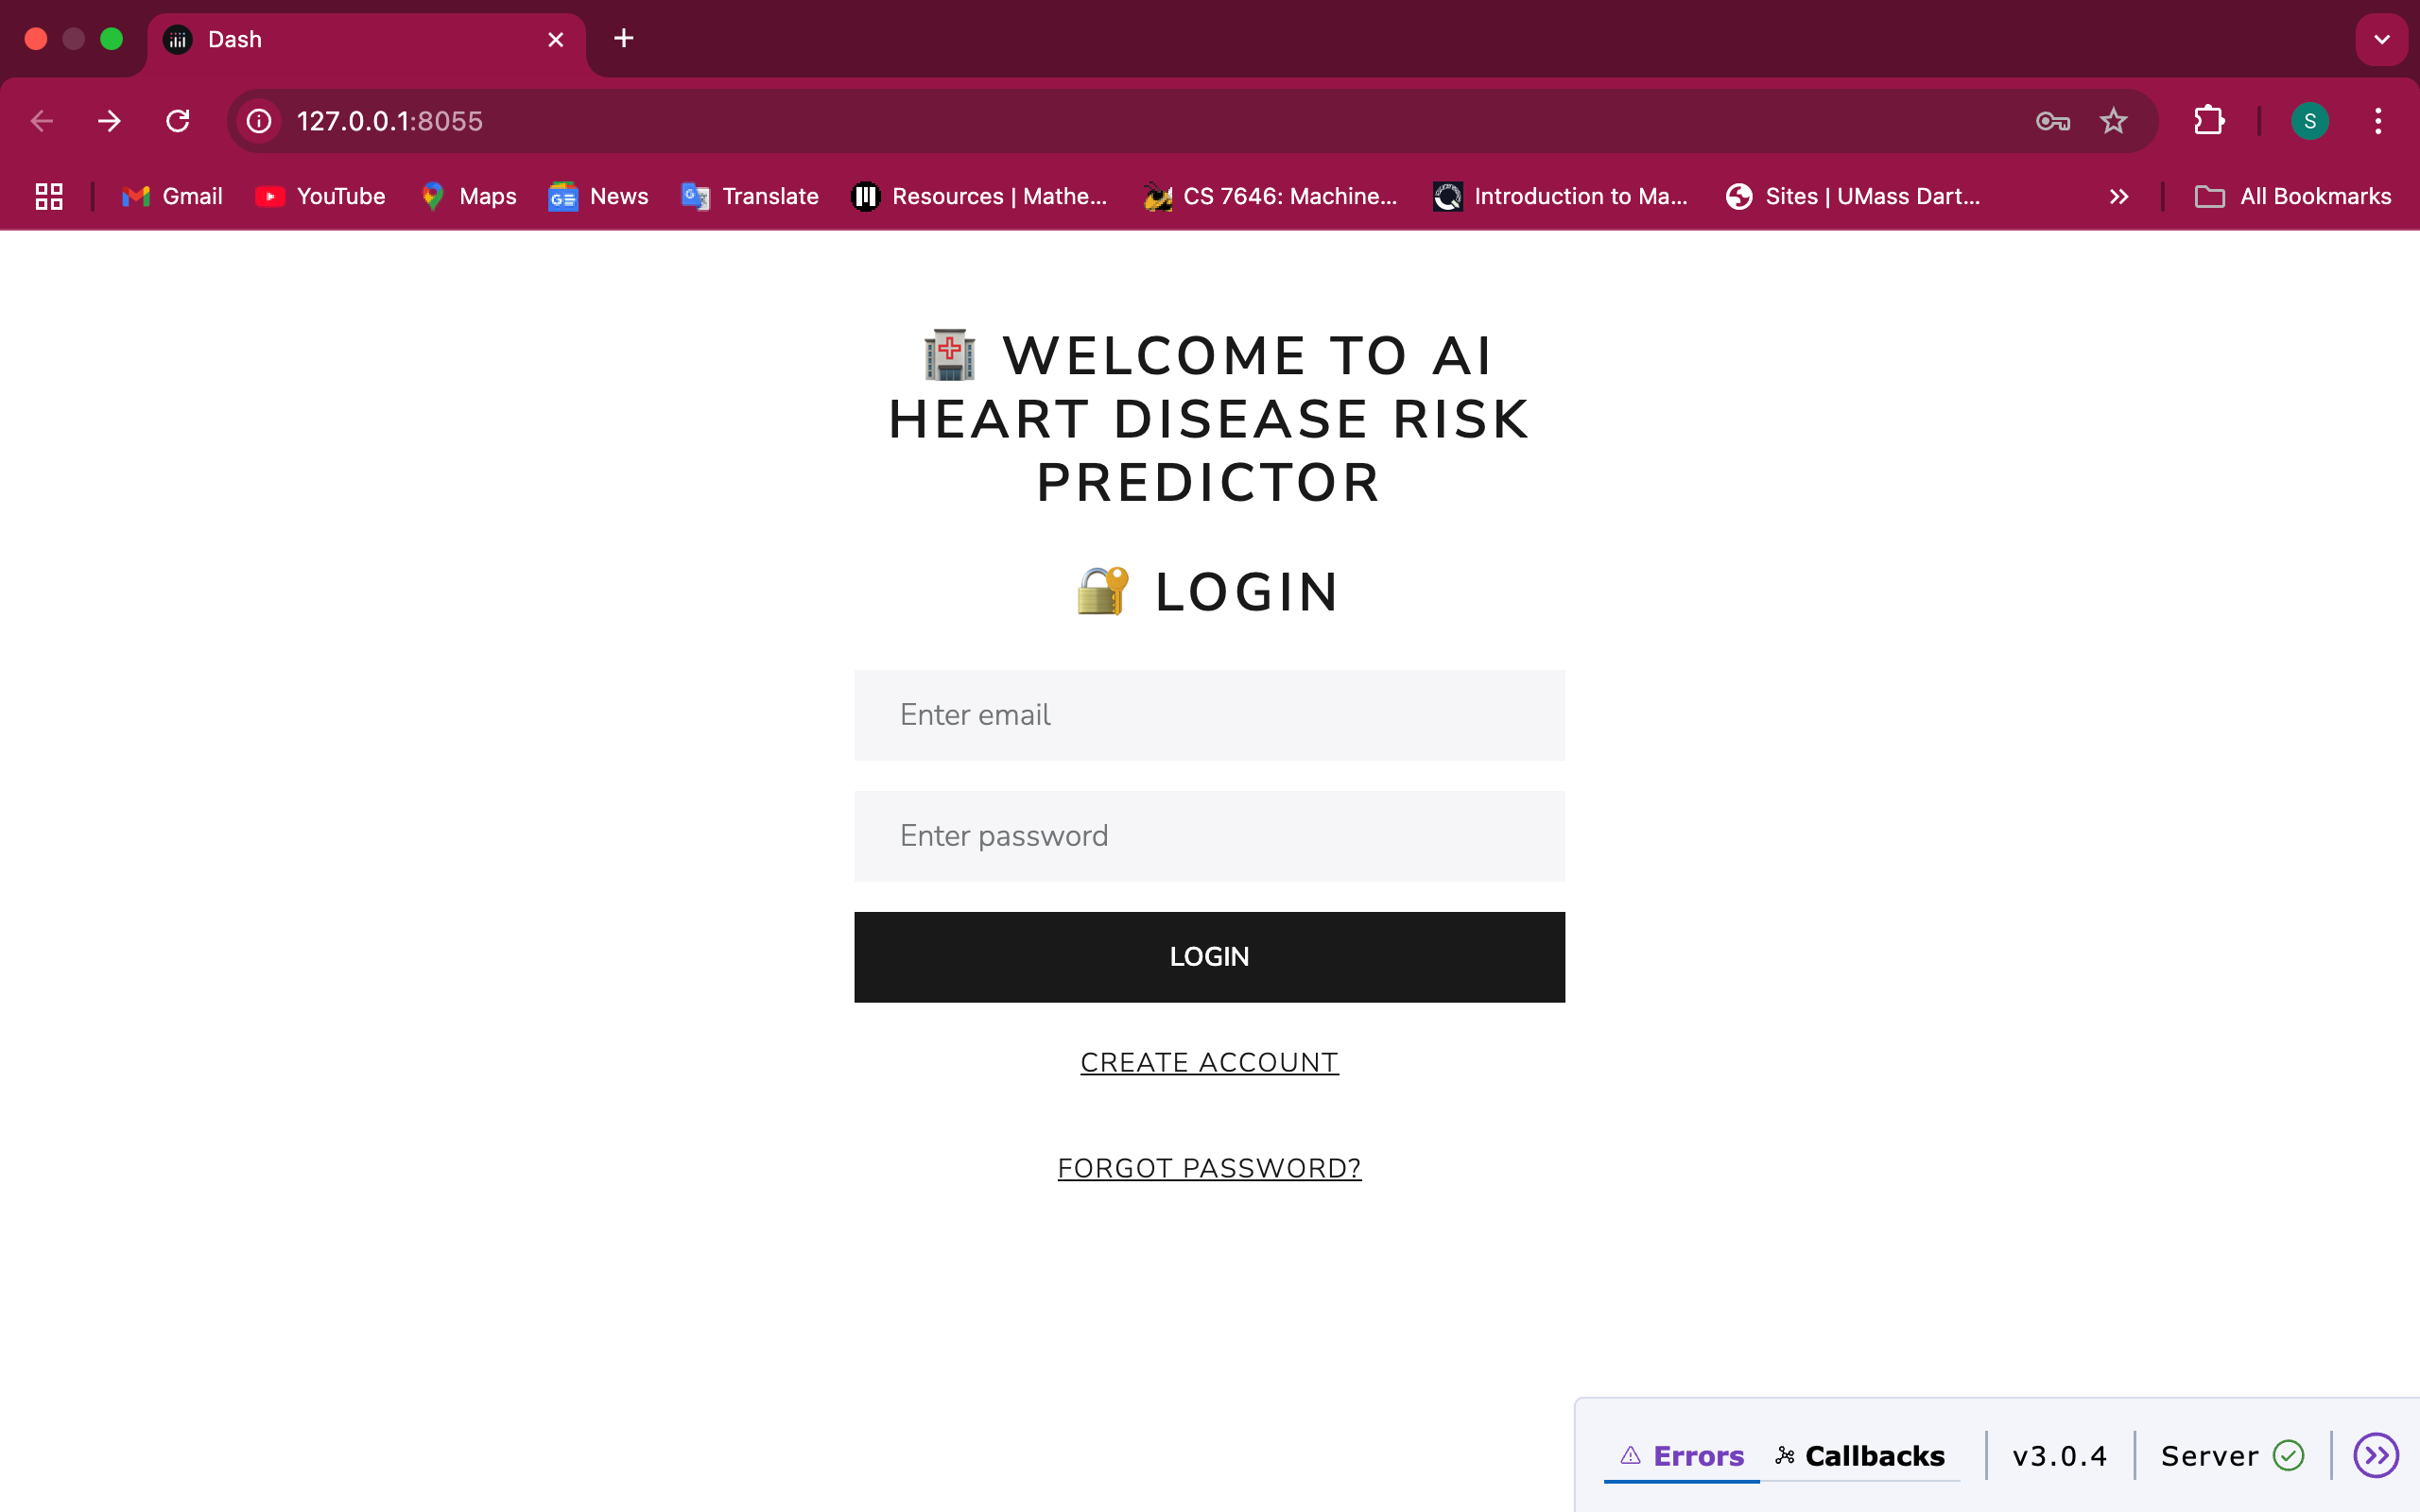 Dash
127.0.0.1:8055
S
Gmail
YouTube
Maps
News
Translate
Resources | Mathe...
CS 7646: Machine...
Introduction to Ma...
Sites | UMass Dart...
All Bookmarks
WELCOME TO AI
HEART DISEASE RISK
PREDICTOR
LOGIN
Enter email
Enter password
LOGIN
CREATE ACCOUNT
FORGOT PASSWORD?
Errors
Callbacks
v3.0.4
Server